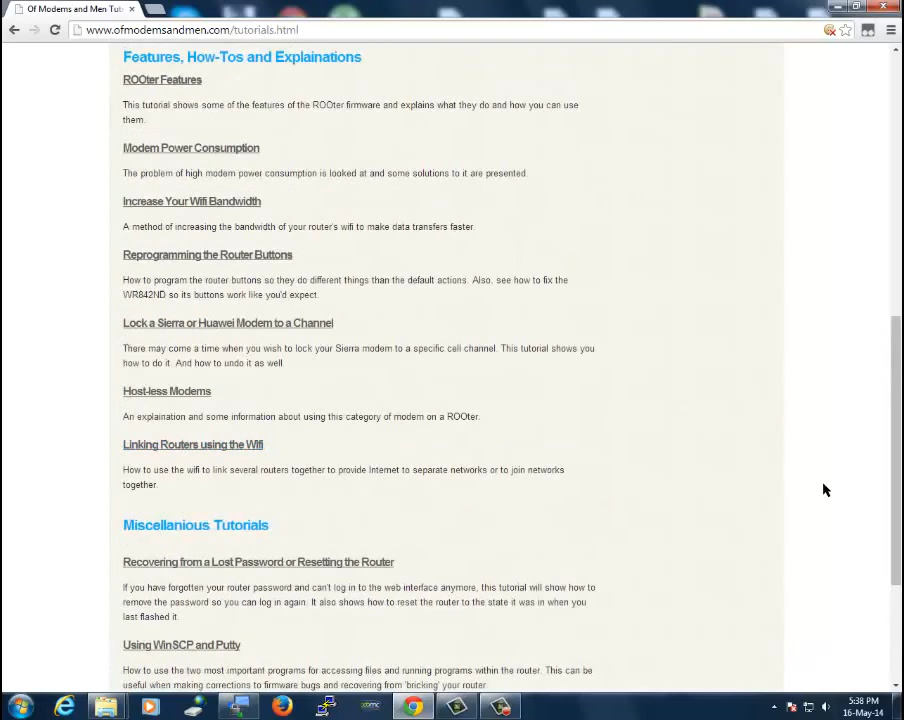 Of Modems and Men Tut
www.ofmodemsandmen.com/tutorials.html
Features, How-Tos and Explainations
ROOter Features
This tutorial shows some of the features of the ROOter firmware and explains what they do and how you can use
them.
Modem Power Consumption
The problem of high modem power consumption is looked at and some solutions to it are presented.
Increase Your Wifi Bandwidth
A method of increasing the bandwidth of your router's wifi to make data transfers faster.
Reprogramming the Router Buttons
How to program the router buttons so they do different things than the default actions. Also, see how to fix the
WR842ND so its buttons work like you'd expect.
Lock a Sierra or Huawei Modem to a Channel
There may come a time when you wish to lock your Sierra modem to a specific cell channel. This tutorial shows you
how to do it. And how to undo it as well.
Host-less Modems
An explaination and some information about using this category of modem on a ROOter.
Linking Routers using the Wifi
How to use the wifi to link several routers together to provide Internet to separate networks or to join networks
together.
Miscellanious Tutorials
Recovering from a Lost Password or Resetting the Router
If you have forgotten your router password and can't log in to the web interface anymore, this tutorial will show how to
remove the password so you can log in again. It also shows how to reset the router to the state it was in when you
last flashed it.
Using WinSCP and Putty
How to use the two most important programs for accessing files and running programs within the router. This can be
useful when making corrections to firmware bugs and recovering from 'bricking' your router.
5:38 PM
16-May-14